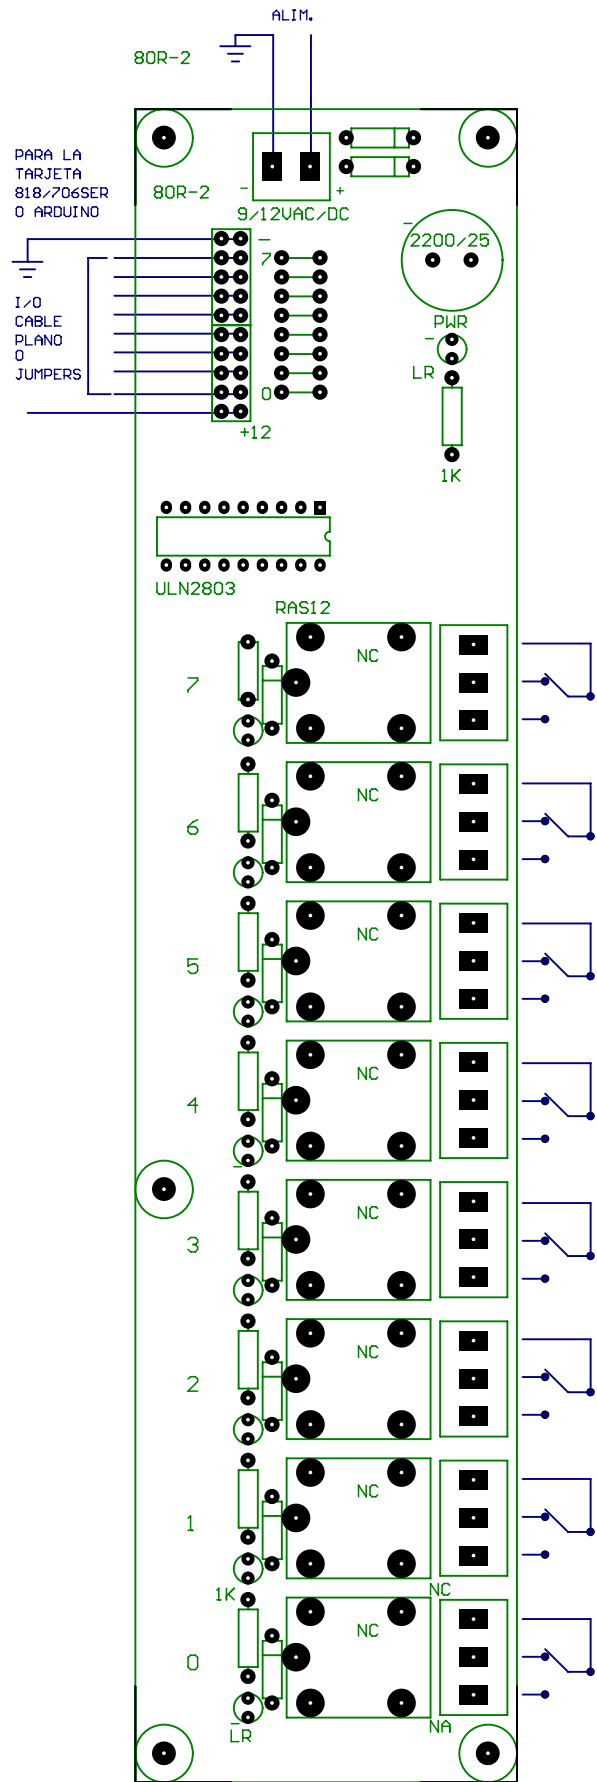 ALIM.
80R-2
PARA LA
TARJETA
818/706SER
O ARDUINO
80R-2
- +
9/12VAC/DC
-
2200/25
-
7
I/O
CABLE
PLANO
O
JUMPERS
PWR
-
LR
0
+12
1K
ULN2803
RAS12
7 NC
6 NC
5 NC
4 NC
-
3 NC
2 NC
1 NC
1K NC
0 NC
-
LR NA